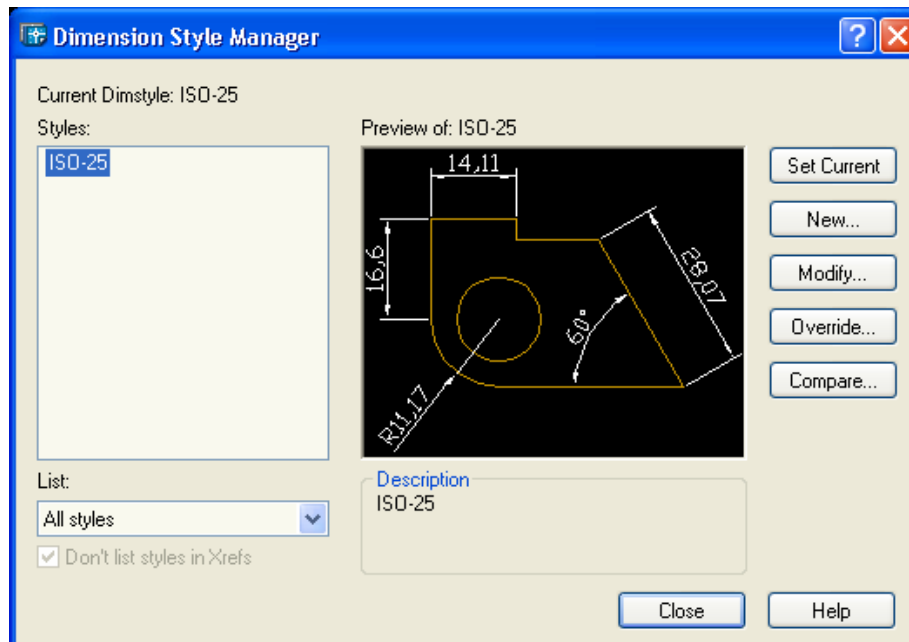 Dimension Style Manager
Current Dimstyle: ISO-25
Styles:
ISO-25
Preview of: ISO-25
14,11
16,6
28,07
60°
R11,17
Set Current
New...
Modify...
Override...
Compare...
List:
All styles
Don't list styles in Xrefs
Description
ISO-25
Close
Help